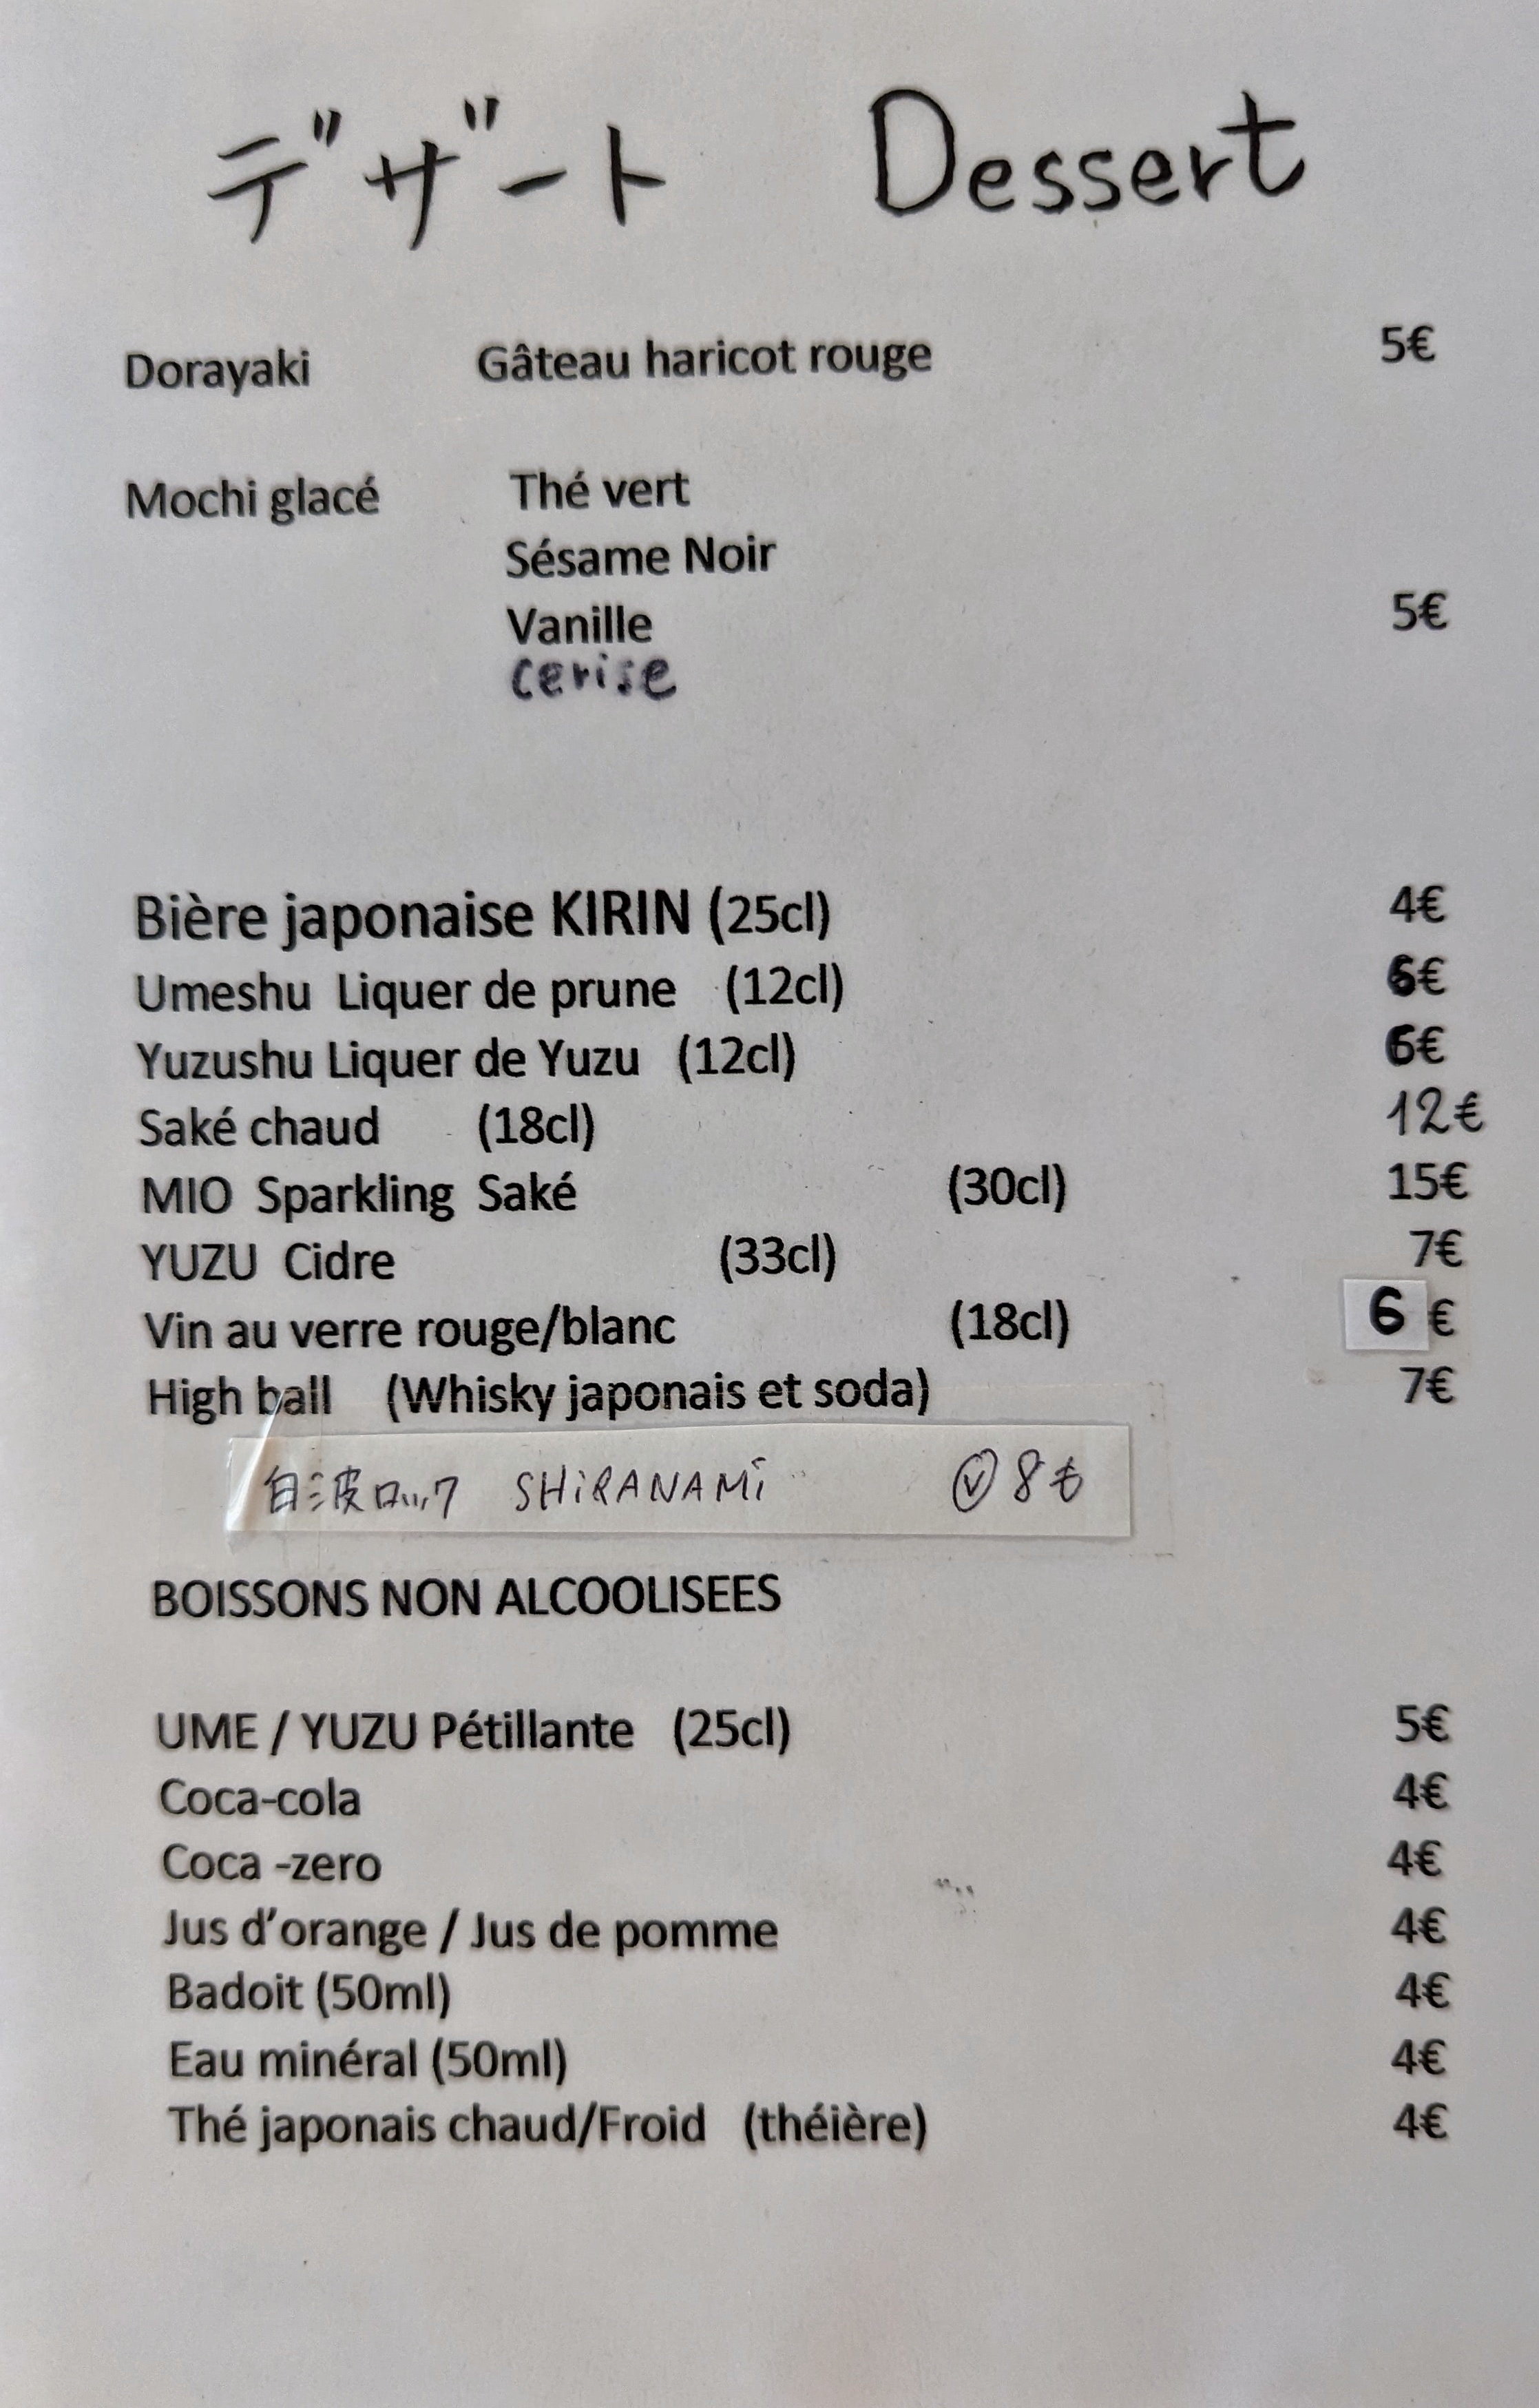 デザート Dessert
Dorayaki Gâteau haricot rouge 5€
Mochi glacé Thé vert
Sésame Noir
Vanille 5€
cerise
Bière japonaise KIRIN (25cl) 4€
Umeshu Liquer de prune (12cl) 6€
Yuzushu Liquer de Yuzu (12cl) 6€
Saké chaud (18cl) 12€
MIO Sparkling Saké (30cl) 15€
YUZU Cidre (33cl) 7€
Vin au verre rouge/blanc (18cl) 6 €
High ball (Whisky japonais et soda) 7€
白波ロック SHiRANAMi Ⓥ 8€
BOISSONS NON ALCOOLISEES
UME / YUZU Pétillante (25cl) 5€
Coca-cola 4€
Coca -zero 4€
Jus d'orange / Jus de pomme 4€
Badoit (50ml) 4€
Eau minéral (50ml) 4€
Thé japonais chaud/Froid (théière) 4€